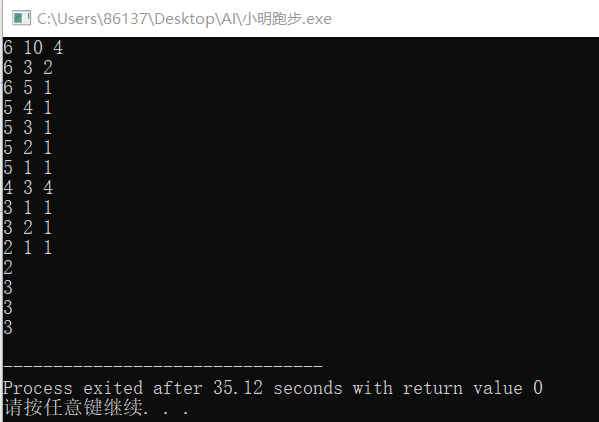 C:\Users\86137\Desktop\AI\小明跑步.exe
6 10 4
6 3 2
6 5 1
5 4 1
5 3 1
5 2 1
5 1 1
4 3 4
3 1 1
3 2 1
2 1 1
2
3
3
3
--------------------------------
Process exited after 35.12 seconds with return value 0
请按任意键继续. . .